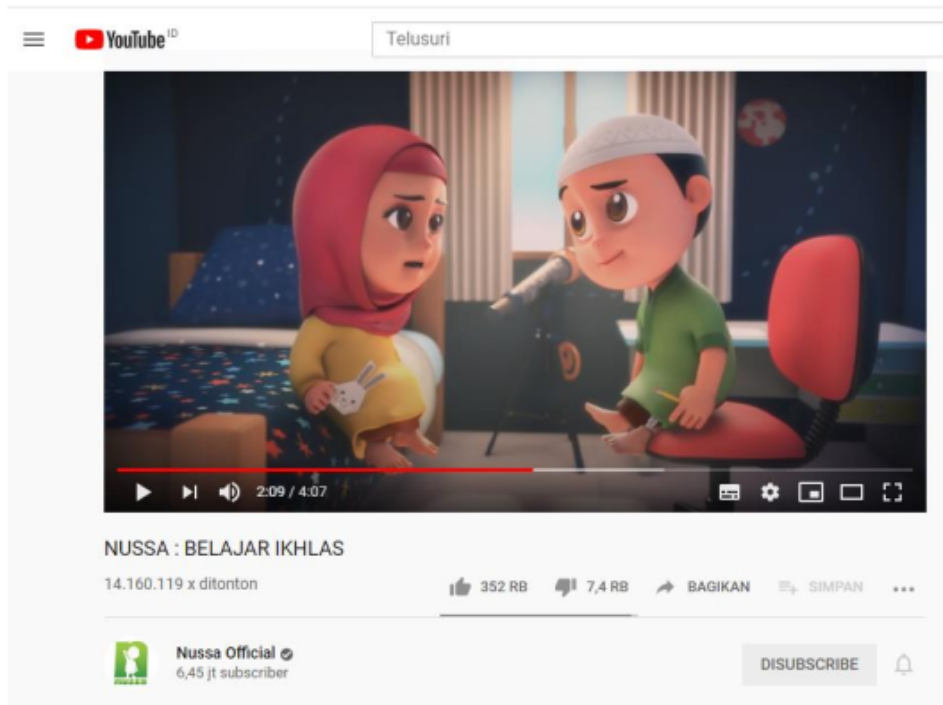 YouTube ID
Telusuri
2:09 / 4:07
NUSSA : BELAJAR IKHLAS
14.160.119 x ditonton
352 RB
7,4 RB
BAGIKAN
SIMPAN
Nussa Official
6,45 jt subscriber
DISUBSCRIBE